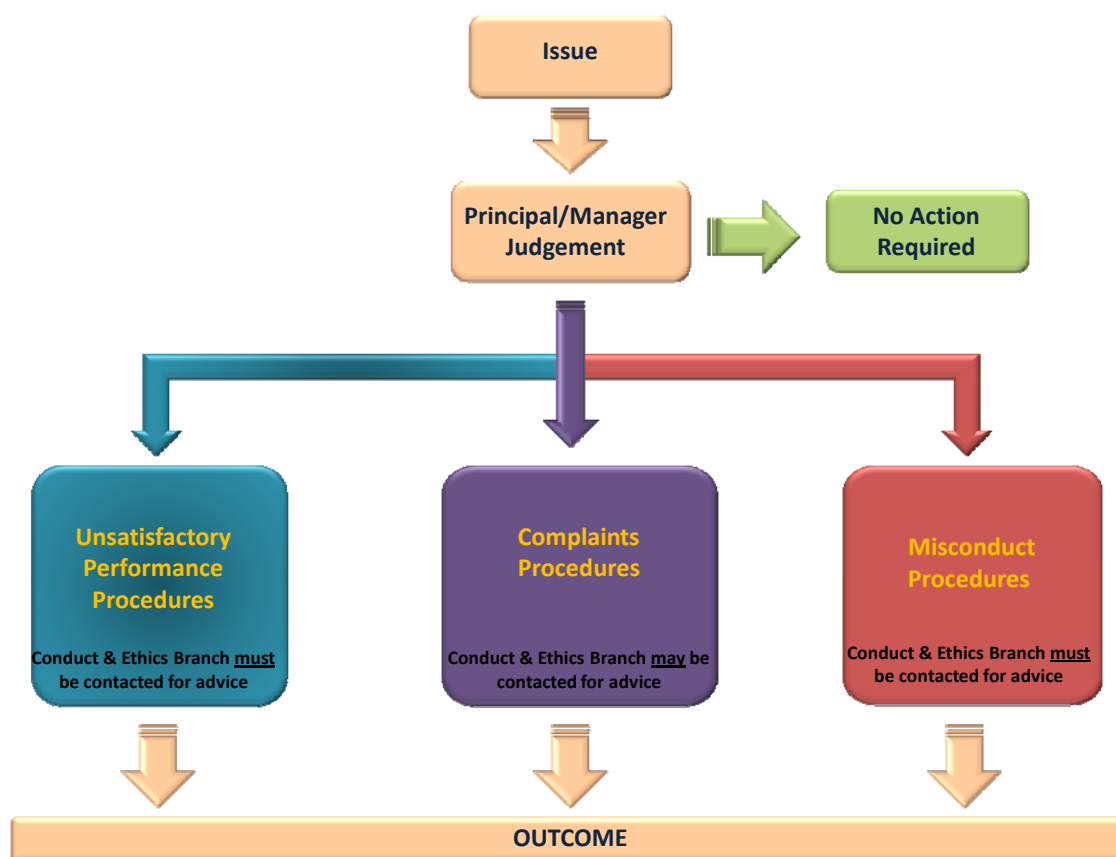 Issue
Principal/Manager
Judgement
No Action
Required
Unsatisfactory
Performance
Procedures
Conduct & Ethics Branch must
be contacted for advice
Complaints
Procedures
Conduct & Ethics Branch may be
contacted for advice
Misconduct
Procedures
Conduct & Ethics Branch must
be contacted for advice
OUTCOME